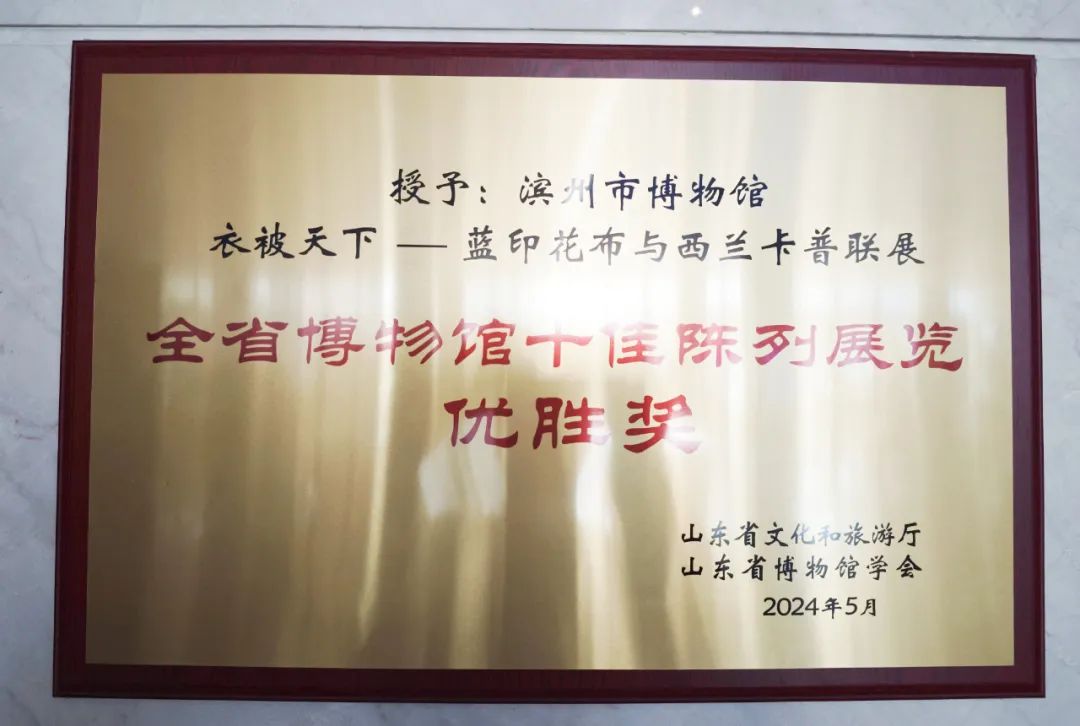 授予：滨州市博物馆
衣被天下 — 蓝印花布与西兰卡普联展
全省博物馆十佳陈列展览
优胜奖
山东省文化和旅游厅
山东省博物馆学会
2024年5月